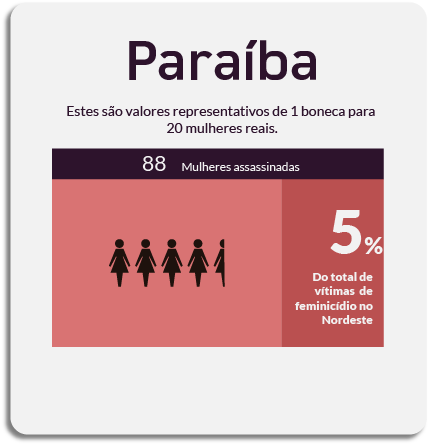 Paraíba
Estes são valores representativos de 1 boneca para
20 mulheres reais.
88 Mulheres assassinadas
5%
Do total de
vítimas de
feminicídio no
Nordeste